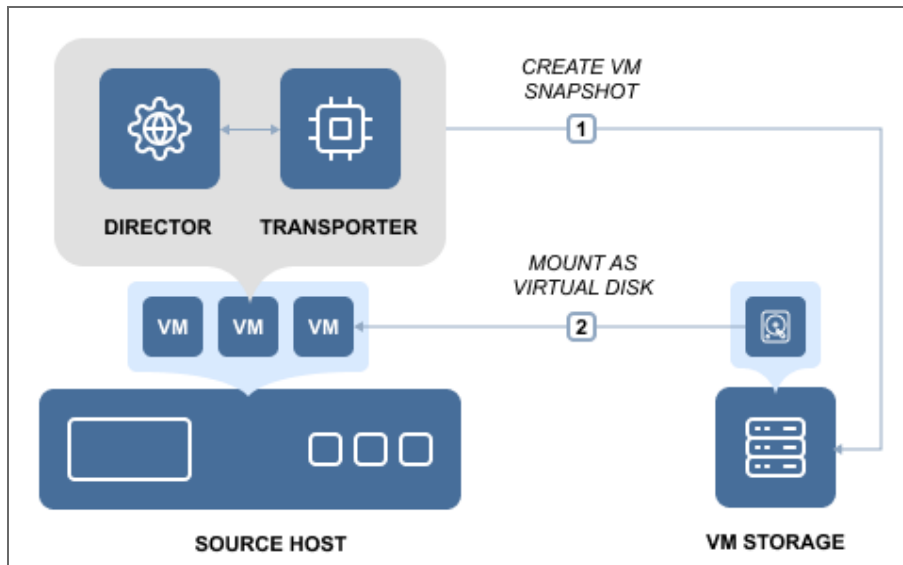 CREATE VM
SNAPSHOT
1
DIRECTOR
TRANSPORTER
MOUNT AS
VIRTUAL DISK
VM
VM
VM
2
SOURCE HOST
VM STORAGE